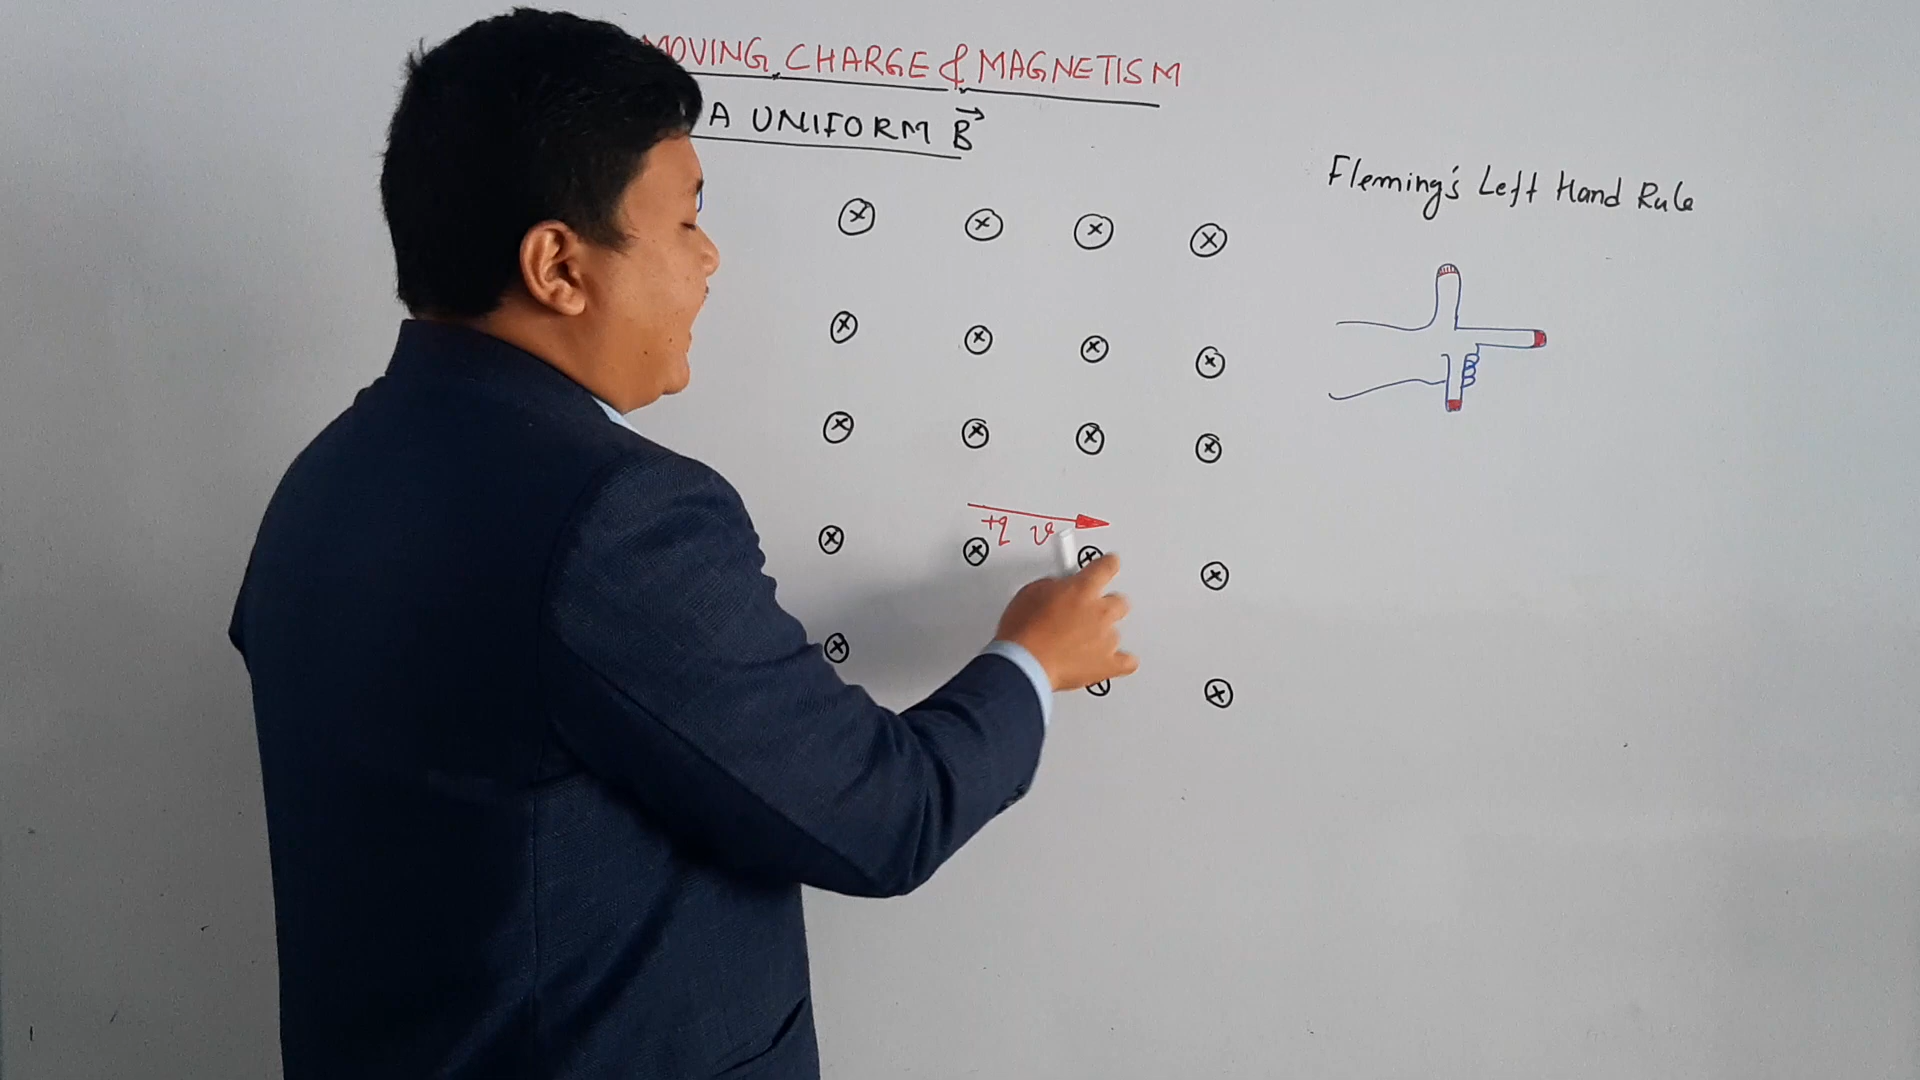 MOVING CHARGE & MAGNETISM
A UNIFORM B⃗
Fleming's Left Hand Rule
+q v